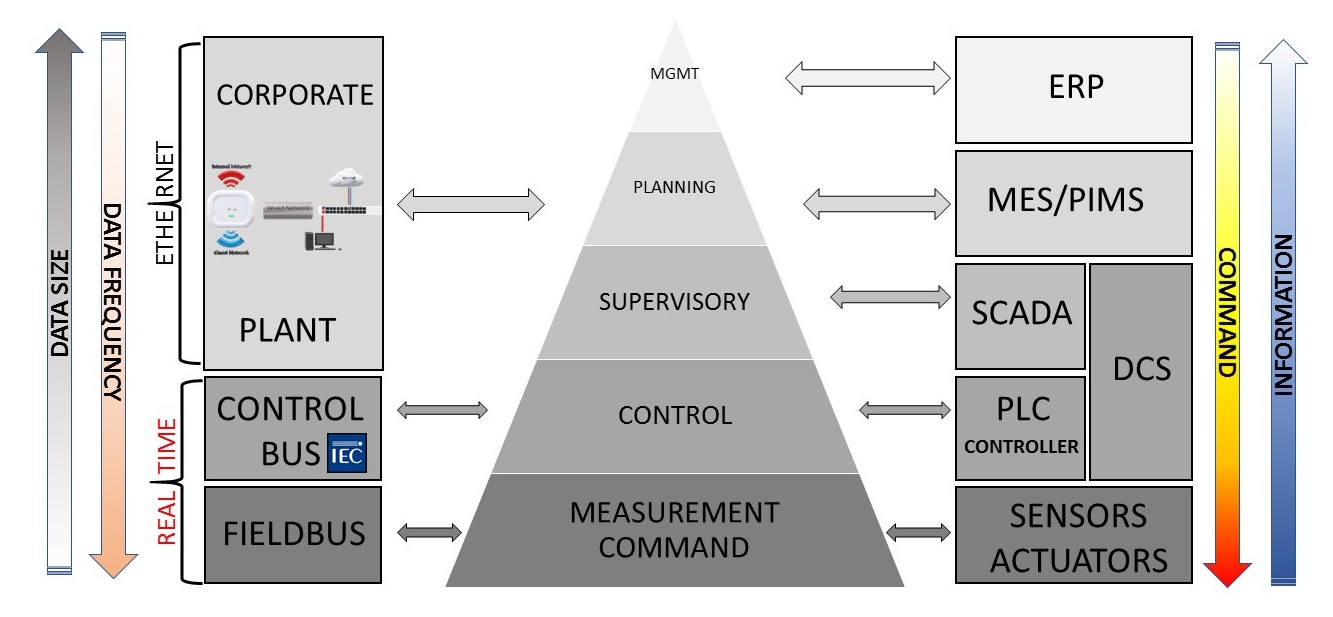 DATA SIZE
DATA FREQUENCY
ETHERNET
REAL TIME
CORPORATE
Internal Network
Wired Network
Guest Network
PLANT
CONTROL
BUS IEC
FIELDBUS
MGMT
PLANNING
SUPERVISORY
CONTROL
MEASUREMENT
COMMAND
ERP
MES/PIMS
SCADA
DCS
PLC
CONTROLLER
SENSORS
ACTUATORS
COMMAND
INFORMATION